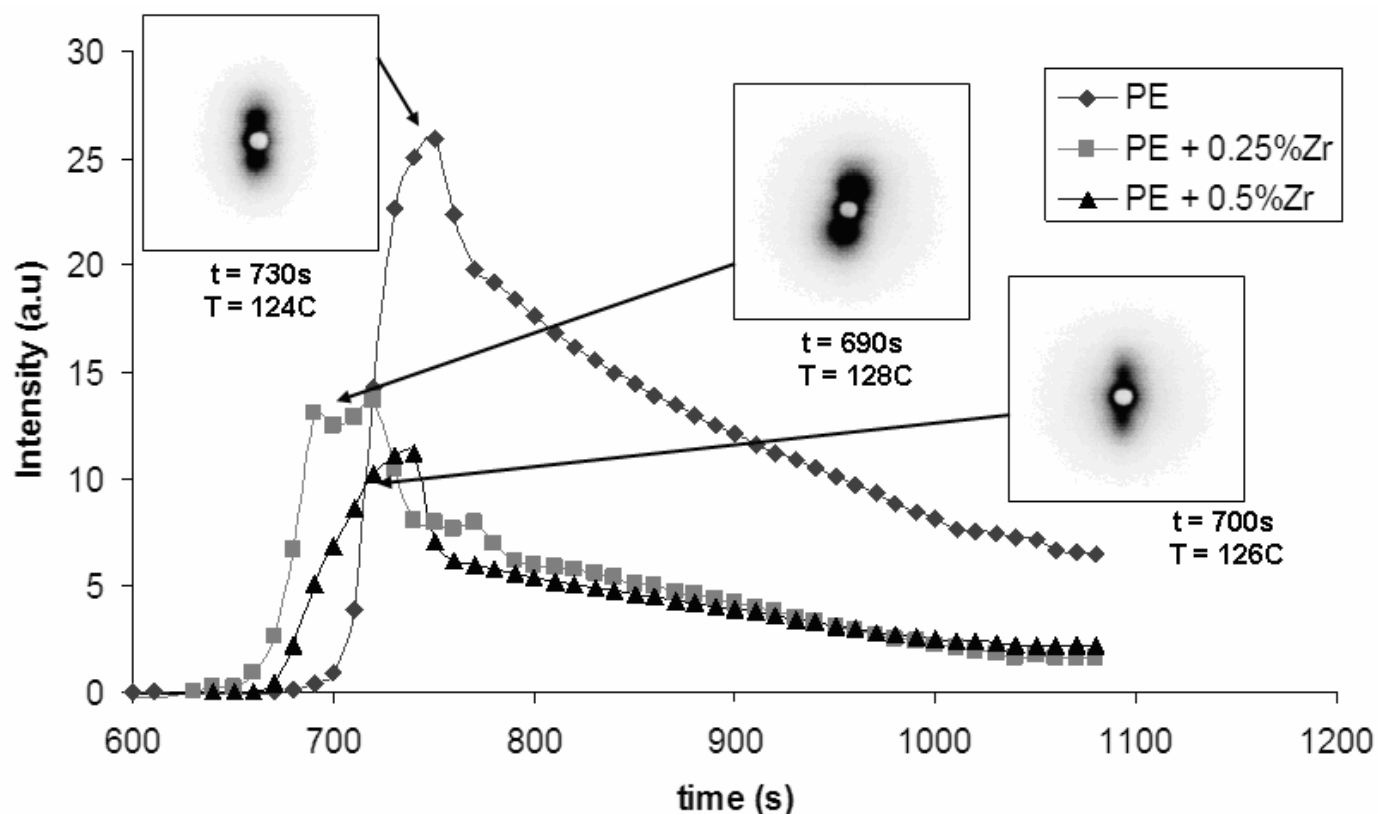 30
25
20
15
10
5
0
600
700
800
900
1000
1100
1200
Intensity (a.u)
time (s)
t = 730s
T = 124C
t = 690s
T = 128C
t = 700s
T = 126C
PE
PE + 0.25%Zr
PE + 0.5%Zr